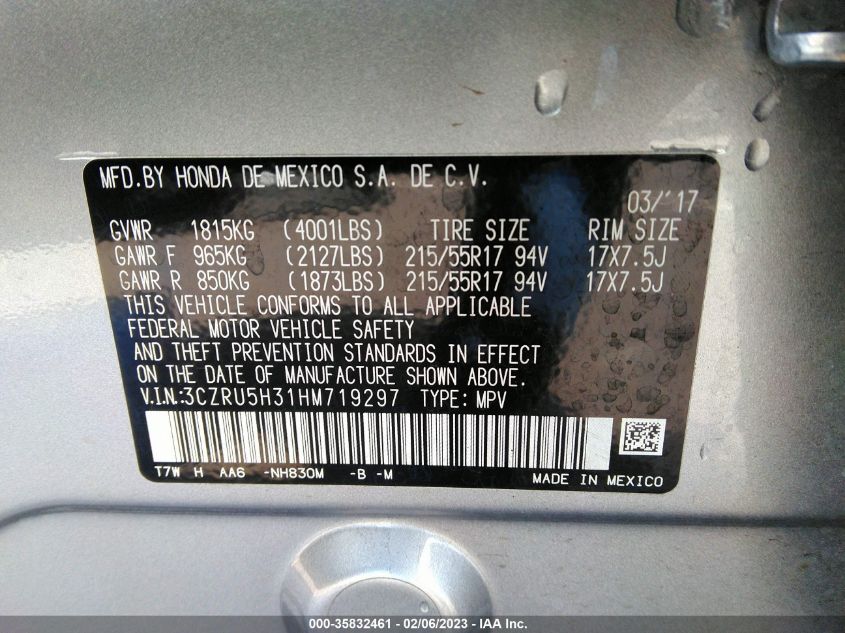 MFD.BY HONDA DE MEXICO S.A. DE C.V.
03/'17
GVWR 1815KG (4001LBS) TIRE SIZE RIM SIZE
GAWR F 965KG (2127LBS) 215/55R17 94V 17X7.5J
GAWR R 850KG (1873LBS) 215/55R17 94V 17X7.5J
THIS VEHICLE CONFORMS TO ALL APPLICABLE
FEDERAL MOTOR VEHICLE SAFETY
AND THEFT PREVENTION STANDARDS IN EFFECT
ON THE DATE OF MANUFACTURE SHOWN ABOVE.
V.I.N.:3CZRU5H31HM719297 TYPE: MPV
T7W H AA6 -NH830M -B -M
MADE IN MEXICO
000-35832461 - 02/06/2023 - IAA Inc.